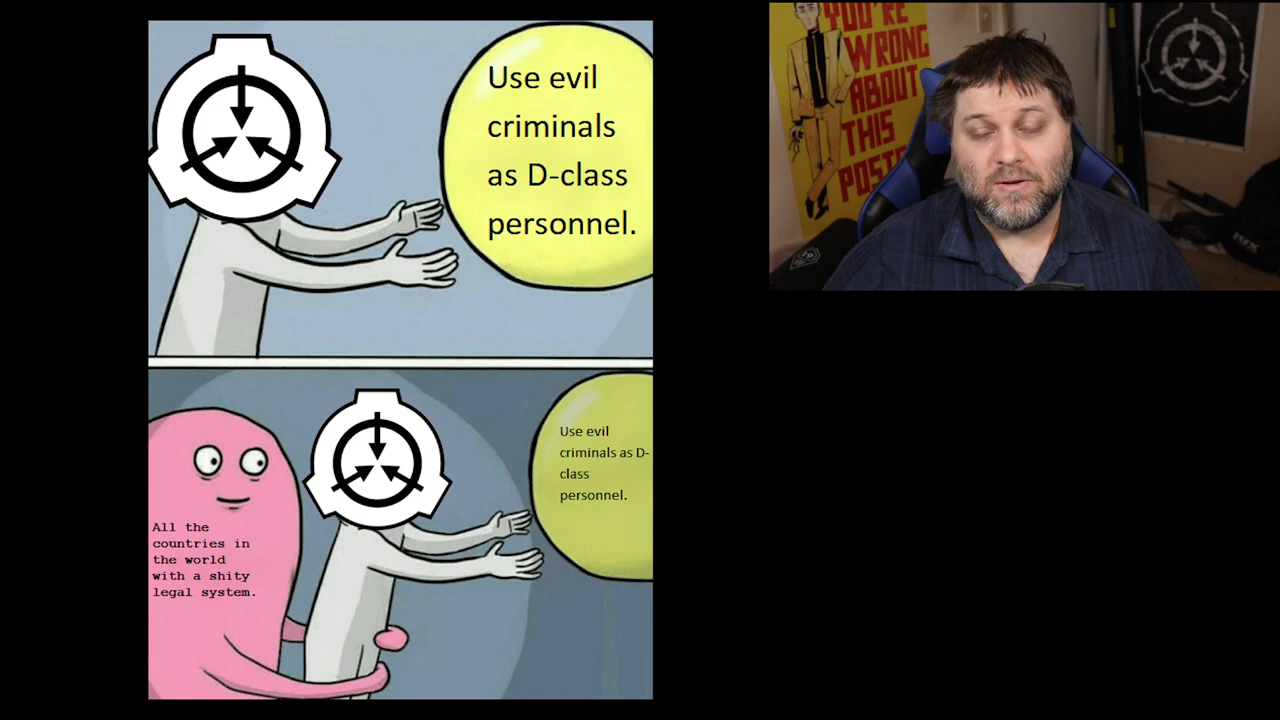 Use evil
criminals
as D-class
personnel.
Use evil
criminals as D-
class
personnel.
All the
countries in
the world
with a shity
legal system.
YOU'RE
WRONG
ABOUT
THIS